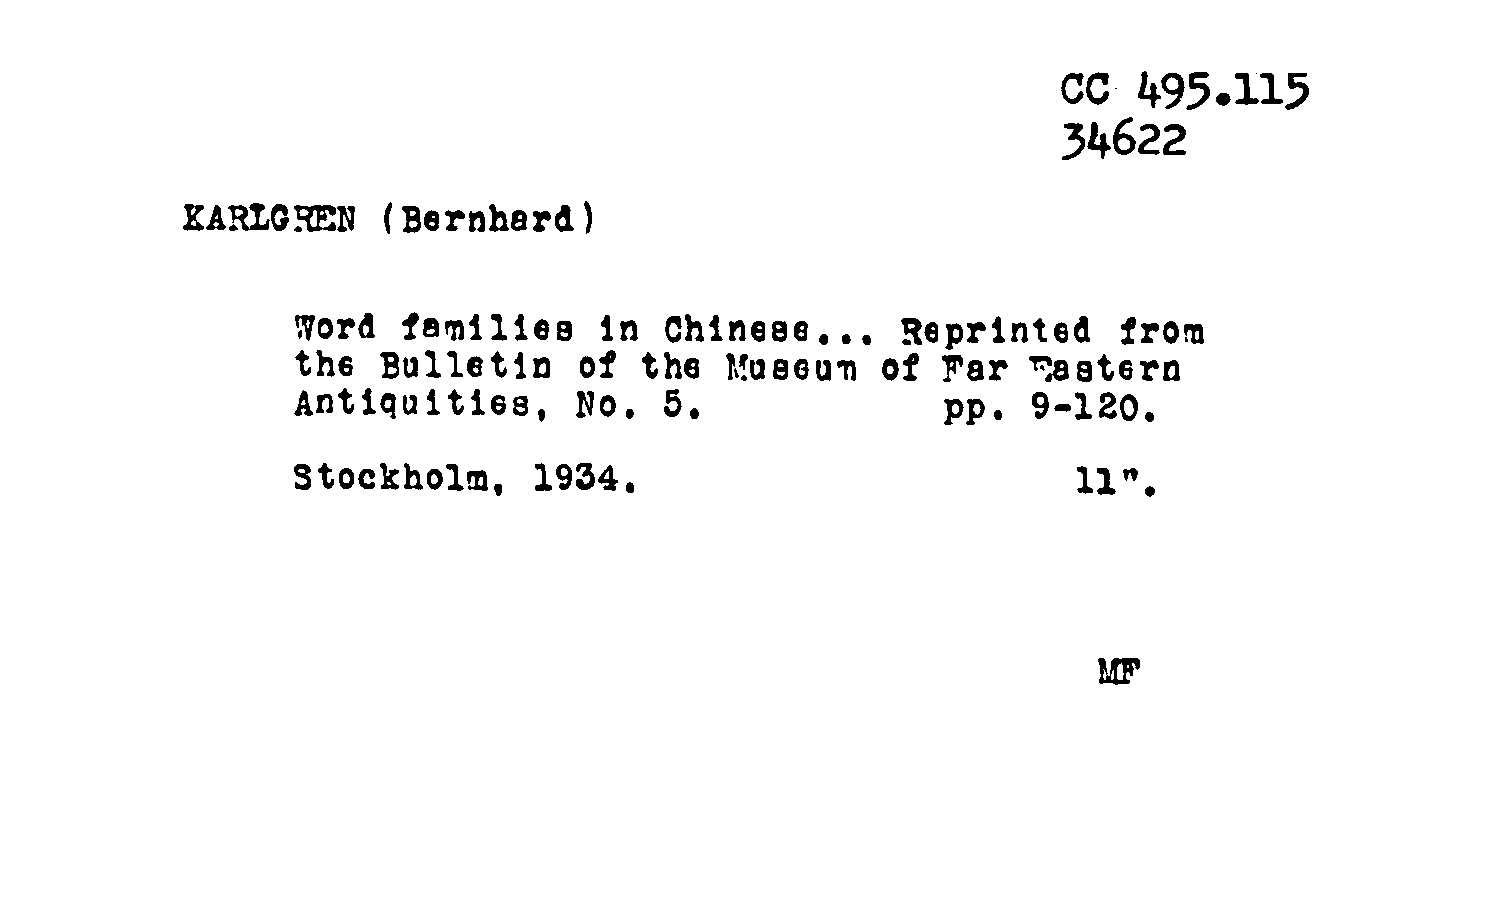 CC 495.115
34622
KARLGREN (Bernhard)
Word families in Chinese... Reprinted from
the Bulletin of the Museum of Far Eastern
Antiquities, No. 5. pp. 9-120.
Stockholm, 1934. 11".
MF